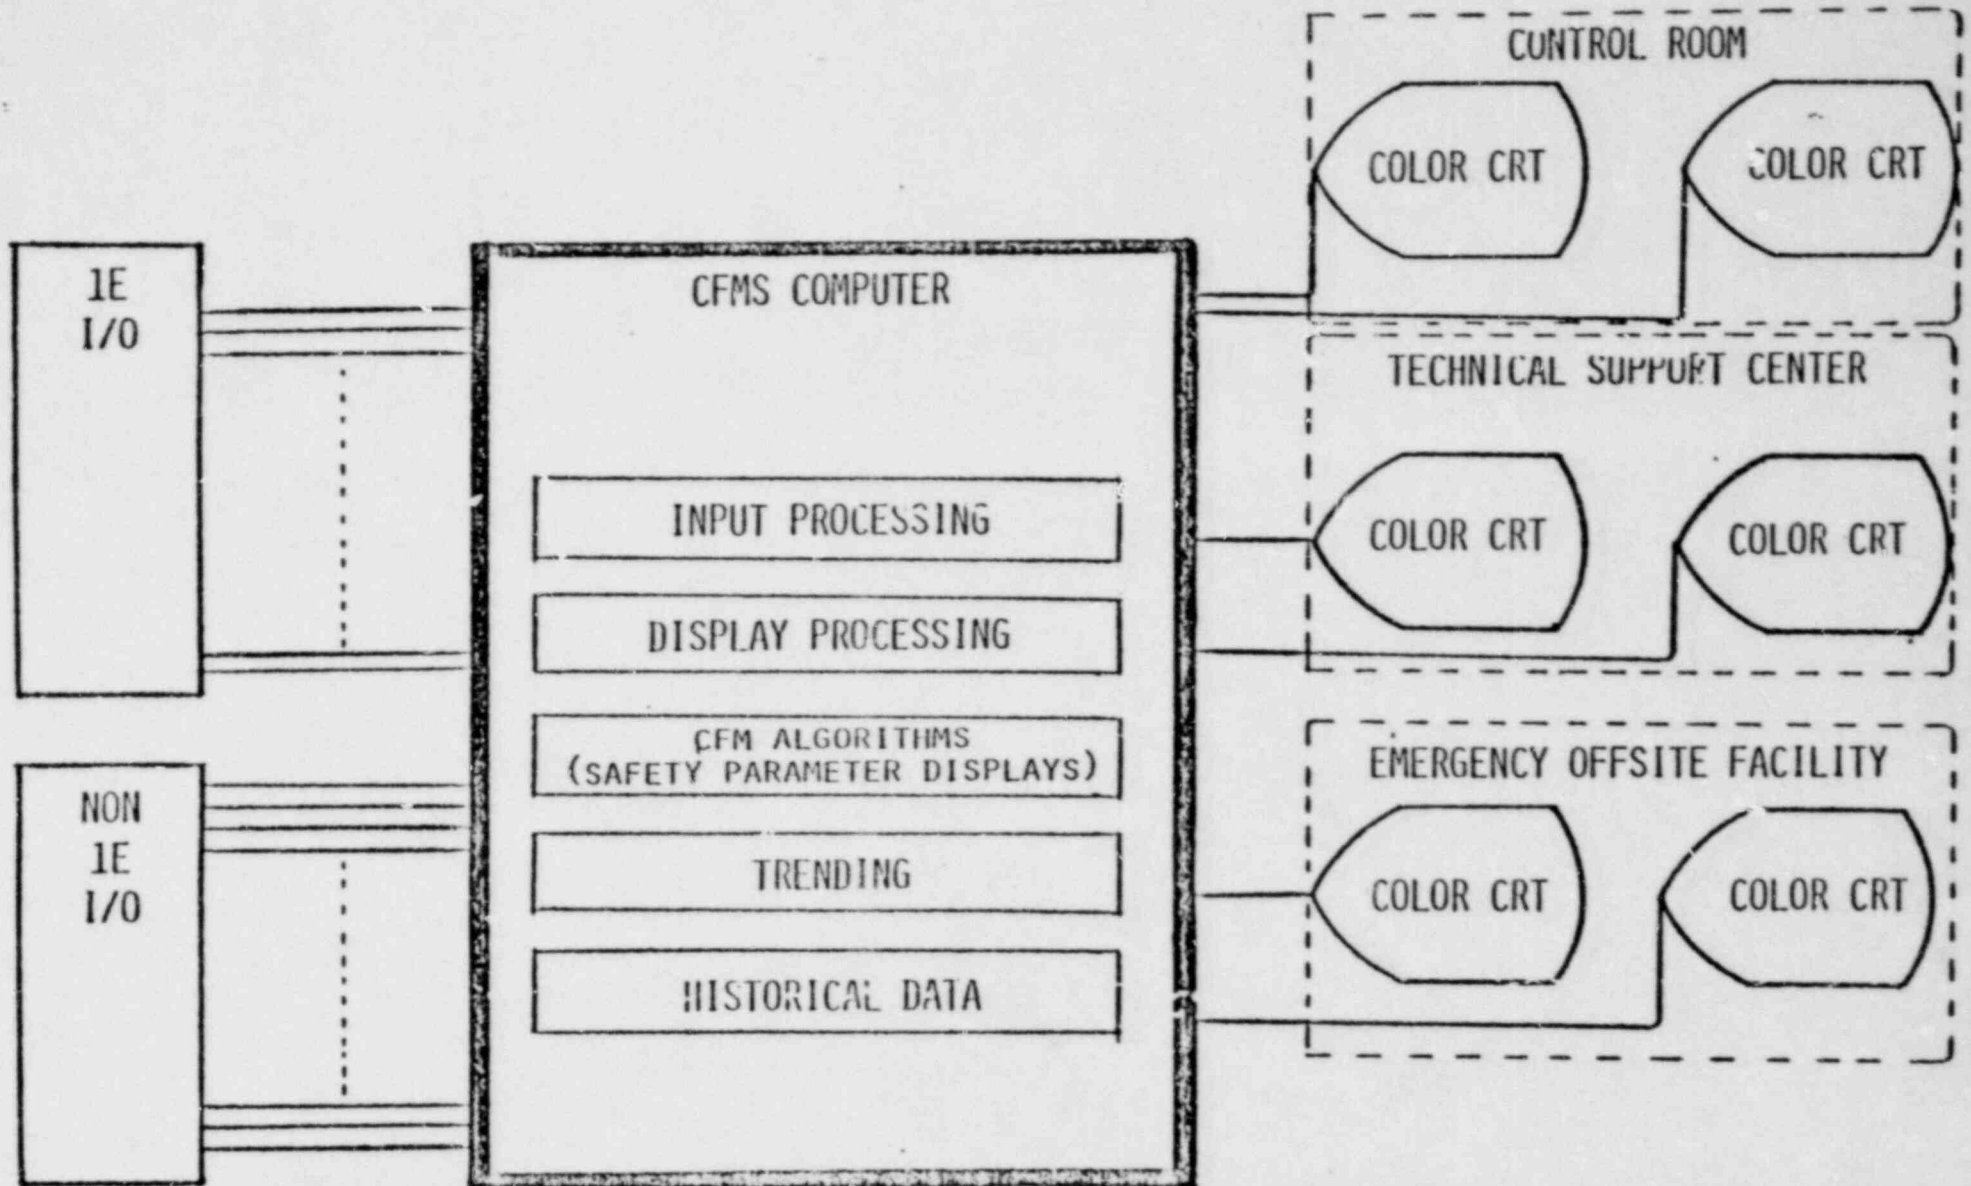 1E
I/O
NON
1E
I/O
CFMS COMPUTER
INPUT PROCESSING
DISPLAY PROCESSING
CFM ALGORITHMS
(SAFETY PARAMETER DISPLAYS)
TRENDING
HISTORICAL DATA
CONTROL ROOM
COLOR CRT
COLOR CRT
TECHNICAL SUPPORT CENTER
COLOR CRT
COLOR CRT
EMERGENCY OFFSITE FACILITY
COLOR CRT
COLOR CRT